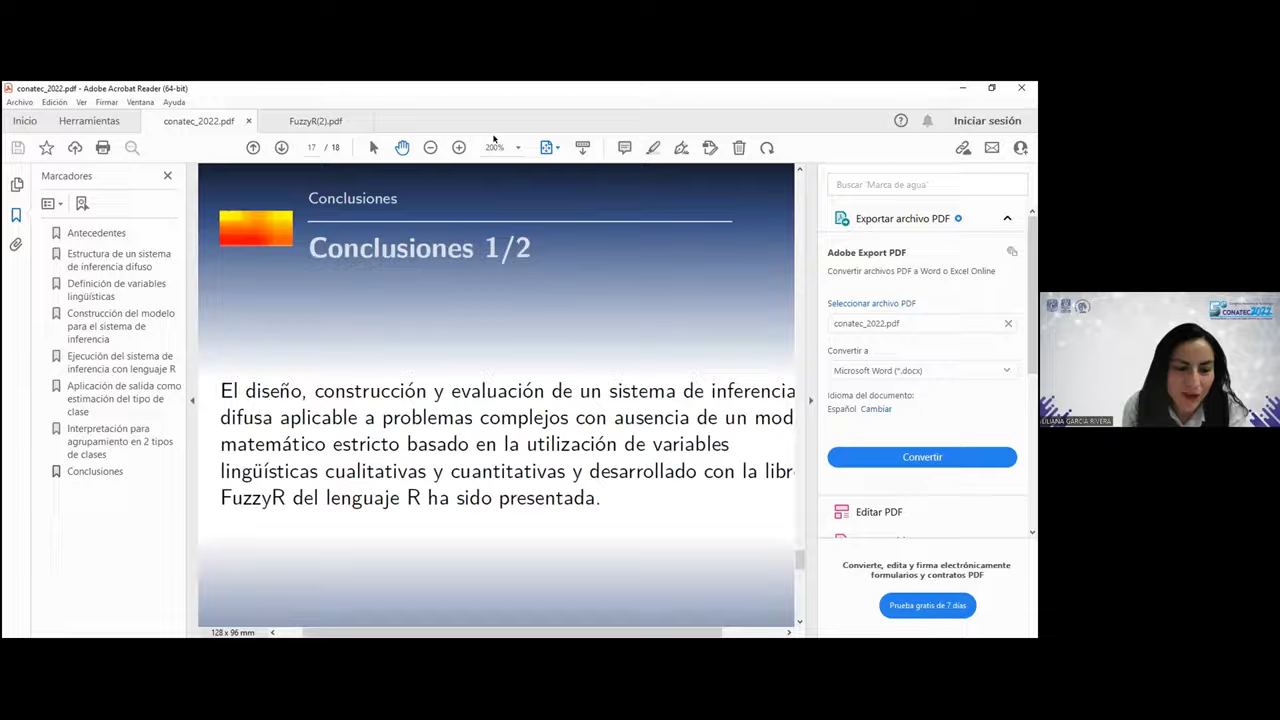 conatec_2022.pdf - Adobe Acrobat Reader (64-bit)
Archivo Edición Ver Firmar Ventana Ayuda
Inicio Herramientas conatec_2022.pdf × FuzzyR(2).pdf Iniciar sesión
17 / 18 200%
Marcadores
Antecedentes
Estructura de un sistema
de inferencia difuso
Definición de variables
lingüísticas
Construcción del modelo
para el sistema de
inferencia
Ejecución del sistema de
inferencia con lenguaje R
Aplicación de salida como
estimación del tipo de
clase
Interpretación para
agrupamiento en 2 tipos
de clases
Conclusiones
Conclusiones
Conclusiones 1/2
El diseño, construcción y evaluación de un sistema de inferencia
difusa aplicable a problemas complejos con ausencia de un mod
matemático estricto basado en la utilización de variables
lingüísticas cualitativas y cuantitativas y desarrollado con la libr
FuzzyR del lenguaje R ha sido presentada.
128 x 96 mm
Buscar 'Marca de agua'
Exportar archivo PDF
Adobe Export PDF
Convertir archivos PDF a Word o Excel Online
Seleccionar archivo PDF
conatec_2022.pdf
Convertir a
Microsoft Word (*.docx)
Idioma del documento:
Español Cambiar
Convertir
Editar PDF
Convierte, edita y firma electrónicamente
formularios y contratos PDF
Prueba gratis de 7 días
CONATEC 2022
LILIANA GARCIA RIVERA